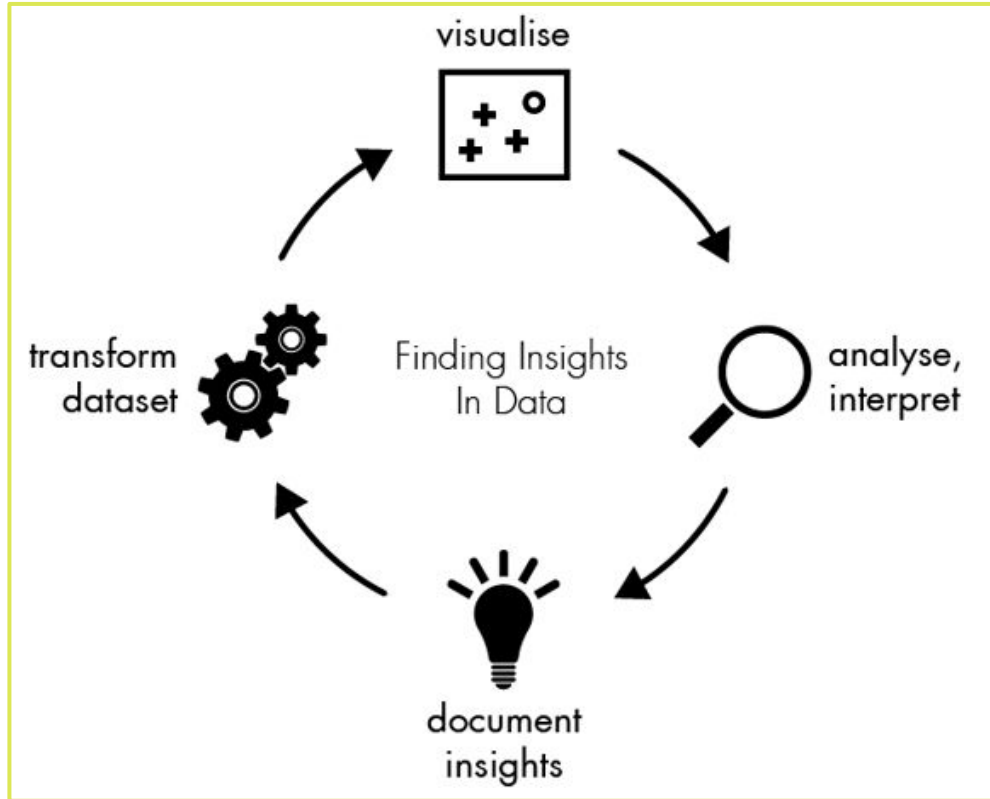 visualise
transform
dataset
Finding Insights
In Data
analyse,
interpret
document
insights